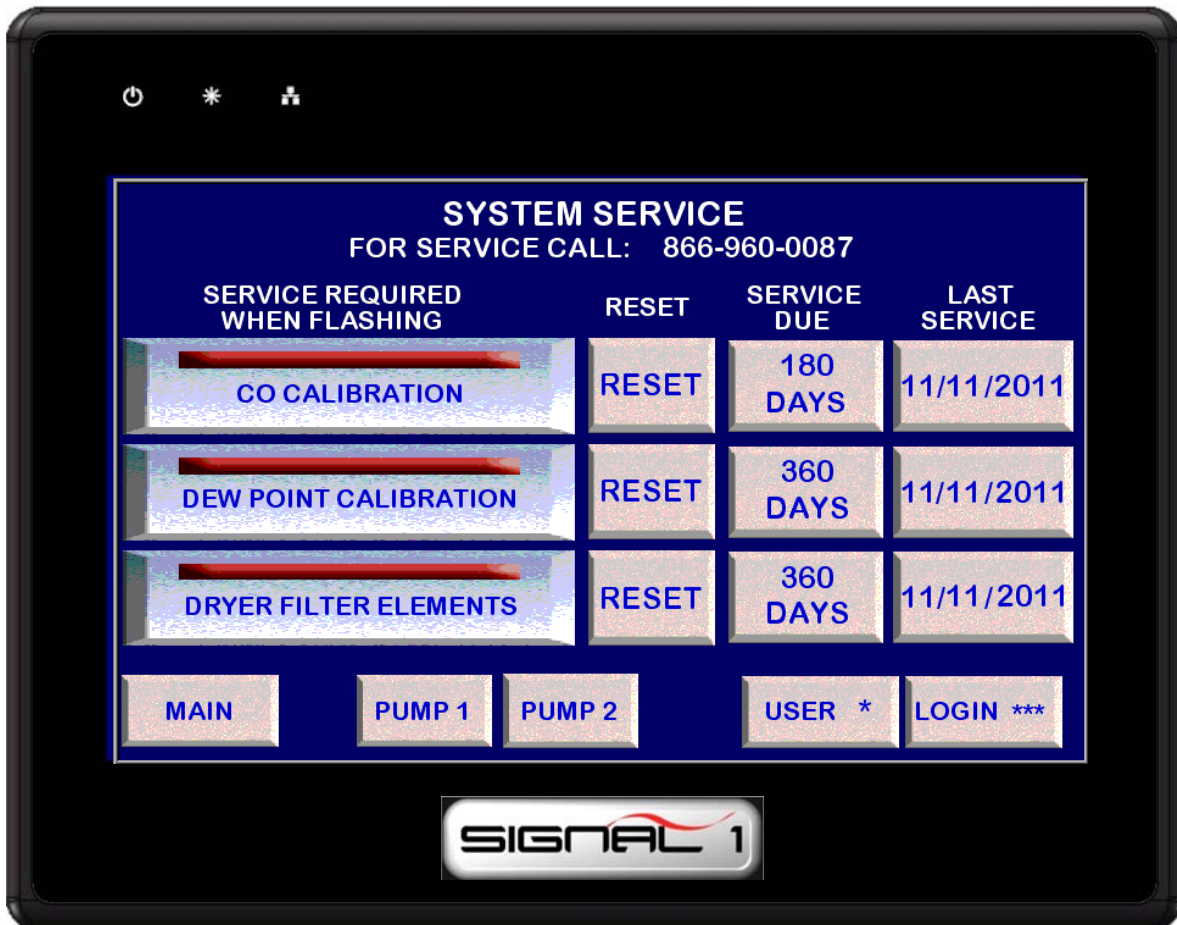 SYSTEM SERVICE
FOR SERVICE CALL: 866-960-0087
SERVICE REQUIRED
WHEN FLASHING
RESET
SERVICE
DUE
LAST
SERVICE
CO CALIBRATION
RESET
180
DAYS
11/11/2011
DEW POINT CALIBRATION
RESET
360
DAYS
11/11/2011
DRYER FILTER ELEMENTS
RESET
360
DAYS
11/11/2011
MAIN
PUMP 1
PUMP 2
USER *
LOGIN ***
SIGNAL 1